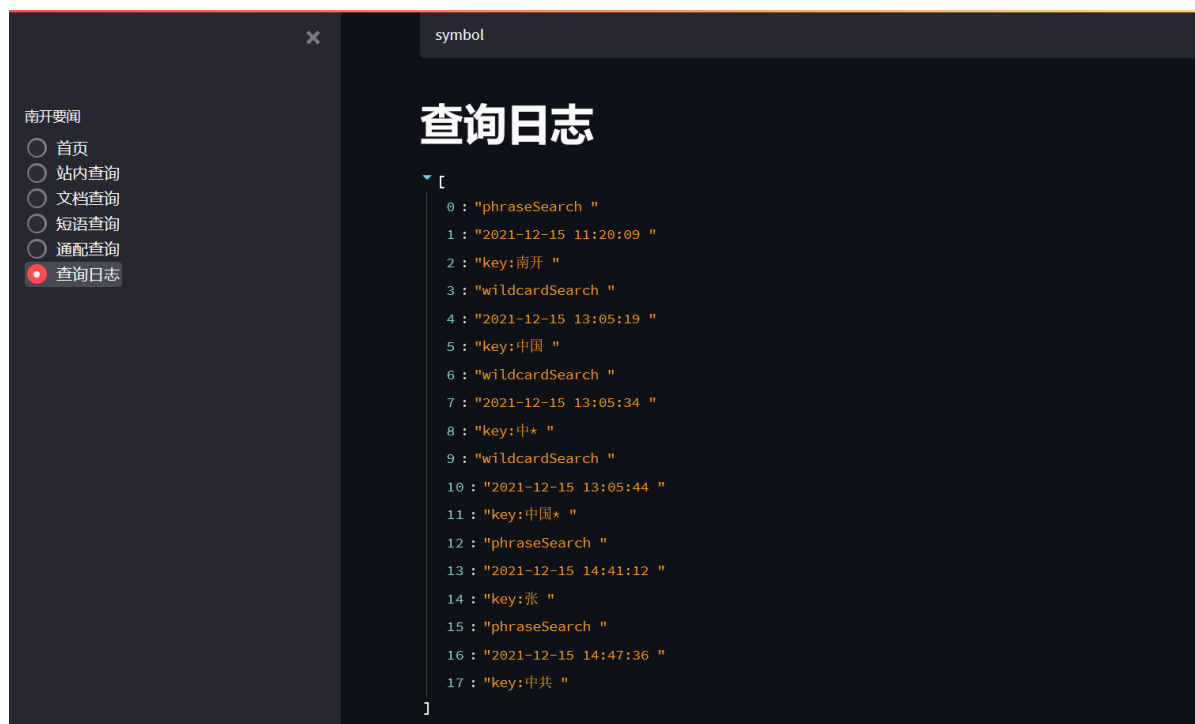 symbol
南开要闻
首页
站内查询
文档查询
短语查询
通配查询
查询日志
查询日志
[
0 : "phraseSearch "
1 : "2021-12-15 11:20:09 "
2 : "key:南开 "
3 : "wildcardSearch "
4 : "2021-12-15 13:05:19 "
5 : "key:中国 "
6 : "wildcardSearch "
7 : "2021-12-15 13:05:34 "
8 : "key:中* "
9 : "wildcardSearch "
10 : "2021-12-15 13:05:44 "
11 : "key:中国* "
12 : "phraseSearch "
13 : "2021-12-15 14:41:12 "
14 : "key:张 "
15 : "phraseSearch "
16 : "2021-12-15 14:47:36 "
17 : "key:中共 "
]